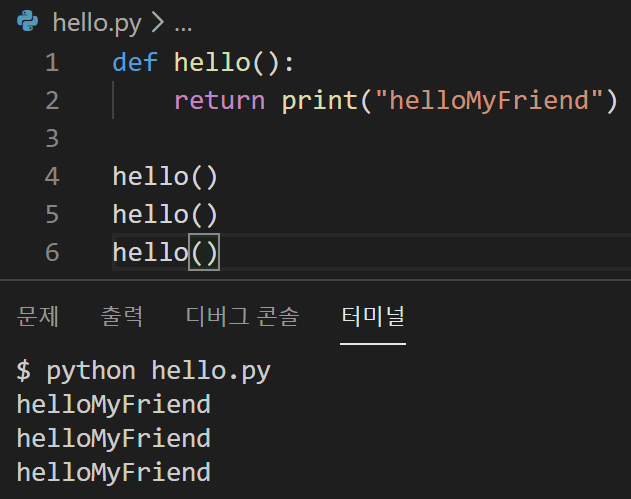 hello.py > ...
1 def hello():
2     return print("helloMyFriend")
3
4 hello()
5 hello()
6 hello()
문제 출력 디버그 콘솔 터미널
$ python hello.py
helloMyFriend
helloMyFriend
helloMyFriend